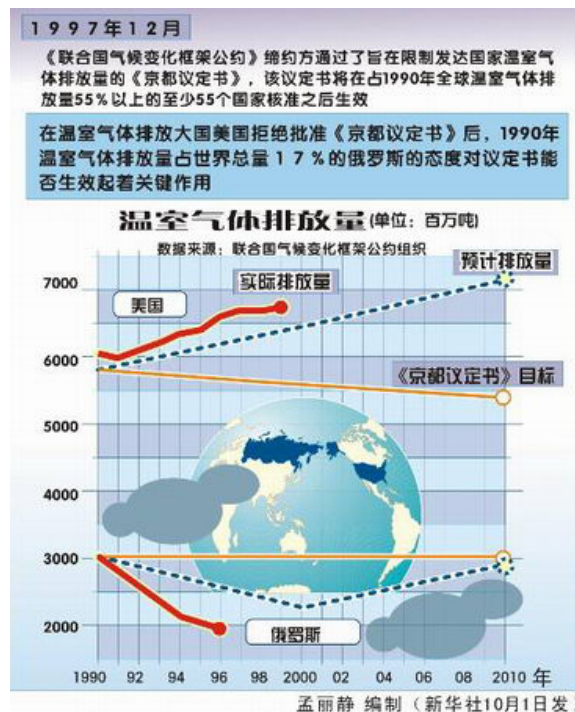 1997年12月
《联合国气候变化框架公约》缔约方通过了旨在限制发达国家温室气
体排放量的《京都议定书》，该议定书将在占1990年全球温室气体排
放量55％以上的至少55个国家核准之后生效
在温室气体排放大国美国拒绝批准《京都议定书》后，1990年
温室气体排放量占世界总量17％的俄罗斯的态度对议定书能
否生效起着关键作用
温室气体排放量(单位：百万吨)
数据来源：联合国气候变化框架公约组织
预计排放量
7000
实际排放量
美国
6000
《京都议定书》目标
5000
4000
3000
2000
俄罗斯
1990 92 94 96 98 2000 02 04 06 08 2010 年
孟丽静 编制（新华社10月1日发